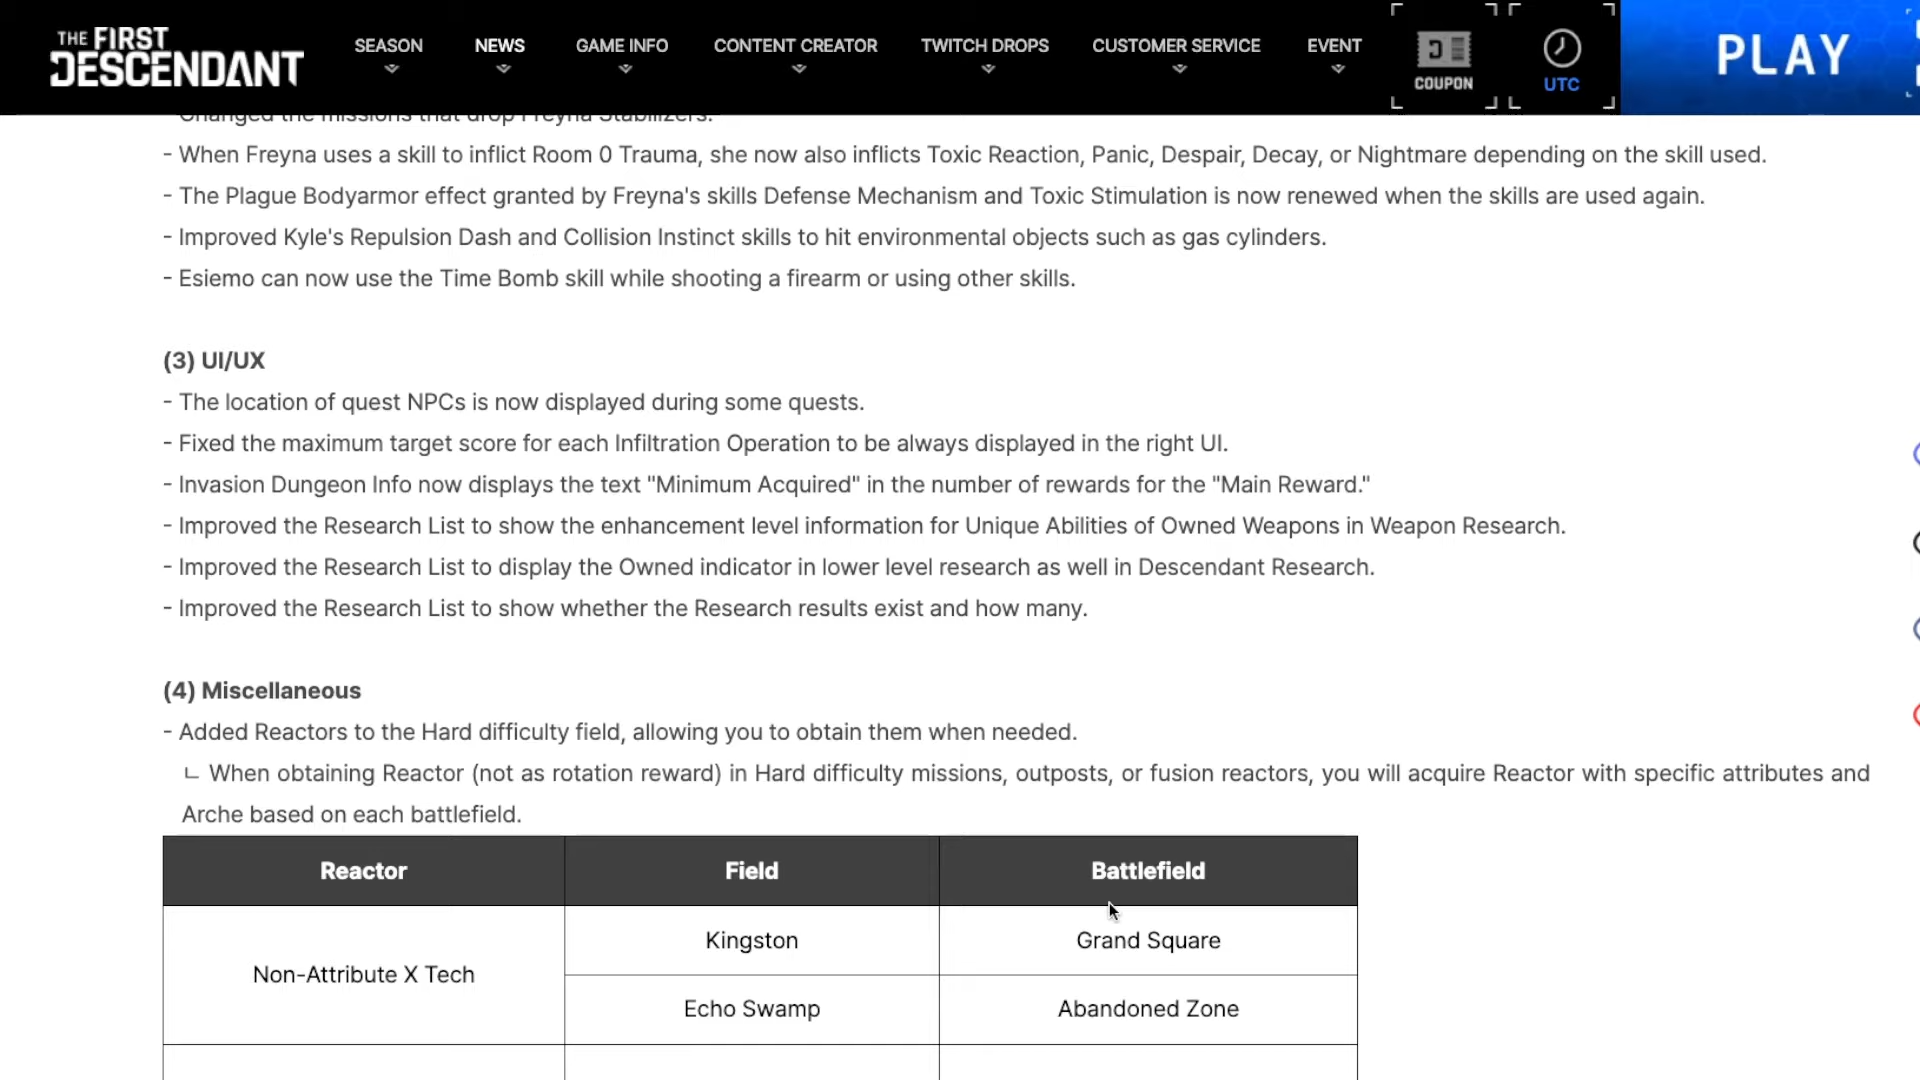 THE FIRST
DESCENDANT
SEASON
NEWS
GAME INFO
CONTENT CREATOR
TWITCH DROPS
CUSTOMER SERVICE
EVENT
COUPON
UTC
PLAY
- Changed the missions that drop Freyna Stabilizers.
- When Freyna uses a skill to inflict Room 0 Trauma, she now also inflicts Toxic Reaction, Panic, Despair, Decay, or Nightmare depending on the skill used.
- The Plague Bodyarmor effect granted by Freyna's skills Defense Mechanism and Toxic Stimulation is now renewed when the skills are used again.
- Improved Kyle's Repulsion Dash and Collision Instinct skills to hit environmental objects such as gas cylinders.
- Esiemo can now use the Time Bomb skill while shooting a firearm or using other skills.
(3) UI/UX
- The location of quest NPCs is now displayed during some quests.
- Fixed the maximum target score for each Infiltration Operation to be always displayed in the right UI.
- Invasion Dungeon Info now displays the text "Minimum Acquired" in the number of rewards for the "Main Reward."
- Improved the Research List to show the enhancement level information for Unique Abilities of Owned Weapons in Weapon Research.
- Improved the Research List to display the Owned indicator in lower level research as well in Descendant Research.
- Improved the Research List to show whether the Research results exist and how many.
(4) Miscellaneous
- Added Reactors to the Hard difficulty field, allowing you to obtain them when needed.
ㄴ When obtaining Reactor (not as rotation reward) in Hard difficulty missions, outposts, or fusion reactors, you will acquire Reactor with specific attributes and
Arche based on each battlefield.
Reactor
Field
Battlefield
Non-Attribute X Tech
Kingston
Grand Square
Echo Swamp
Abandoned Zone